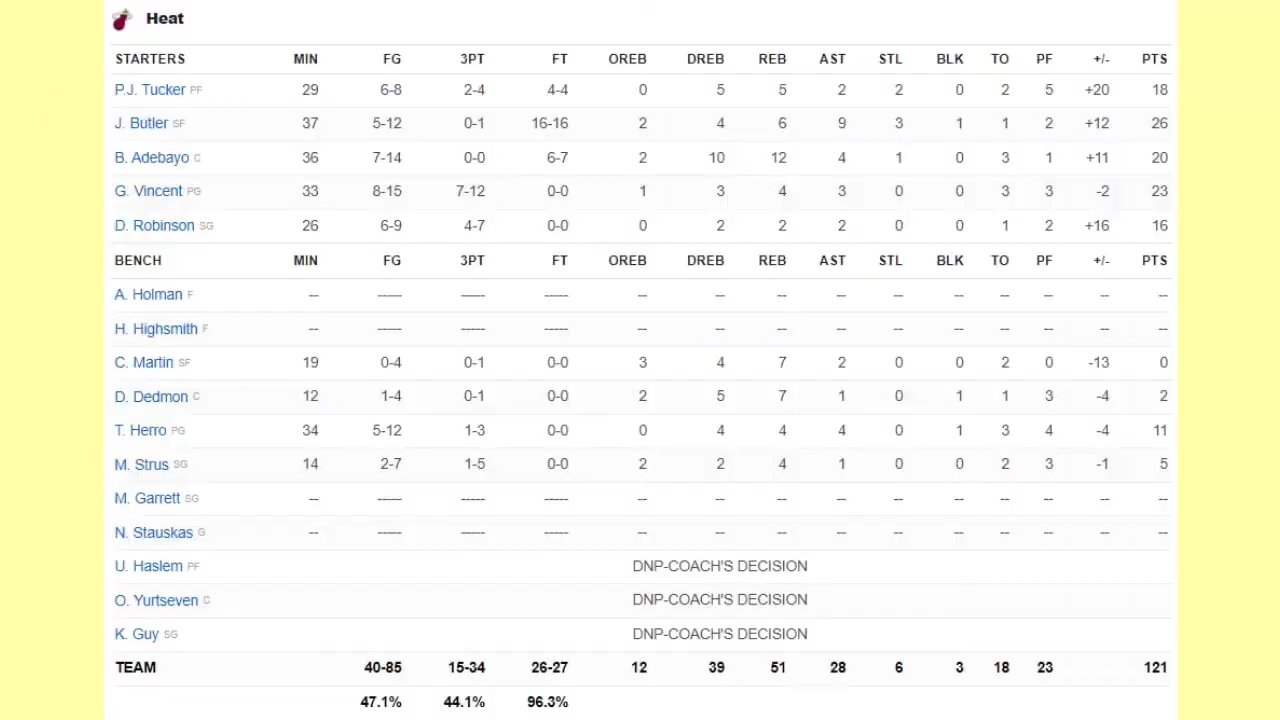 Heat
STARTERS MIN FG 3PT FT OREB DREB REB AST STL BLK TO PF +/- PTS
P.J. Tucker PF 29 6-8 2-4 4-4 0 5 5 2 2 0 2 5 +20 18
J. Butler SF 37 5-12 0-1 16-16 2 4 6 9 3 1 1 2 +12 26
B. Adebayo C 36 7-14 0-0 6-7 2 10 12 4 1 0 3 1 +11 20
G. Vincent PG 33 8-15 7-12 0-0 1 3 4 3 0 0 3 3 -2 23
D. Robinson SG 26 6-9 4-7 0-0 0 2 2 2 0 0 1 2 +16 16
BENCH MIN FG 3PT FT OREB DREB REB AST STL BLK TO PF +/- PTS
A. Holman F -- ----- ----- ----- -- -- -- -- -- -- -- -- -- --
H. Highsmith F -- ----- ----- ----- -- -- -- -- -- -- -- -- -- --
C. Martin SF 19 0-4 0-1 0-0 3 4 7 2 0 0 2 0 -13 0
D. Dedmon C 12 1-4 0-1 0-0 2 5 7 1 0 1 1 3 -4 2
T. Herro PG 34 5-12 1-3 0-0 0 4 4 4 0 1 3 4 -4 11
M. Strus SG 14 2-7 1-5 0-0 2 2 4 1 0 0 2 3 -1 5
M. Garrett SG -- ----- ----- ----- -- -- -- -- -- -- -- -- -- --
N. Stauskas G -- ----- ----- ----- -- -- -- -- -- -- -- -- -- --
U. Haslem PF DNP-COACH'S DECISION
O. Yurtseven C DNP-COACH'S DECISION
K. Guy SG DNP-COACH'S DECISION
TEAM 40-85 15-34 26-27 12 39 51 28 6 3 18 23 121
47.1% 44.1% 96.3%